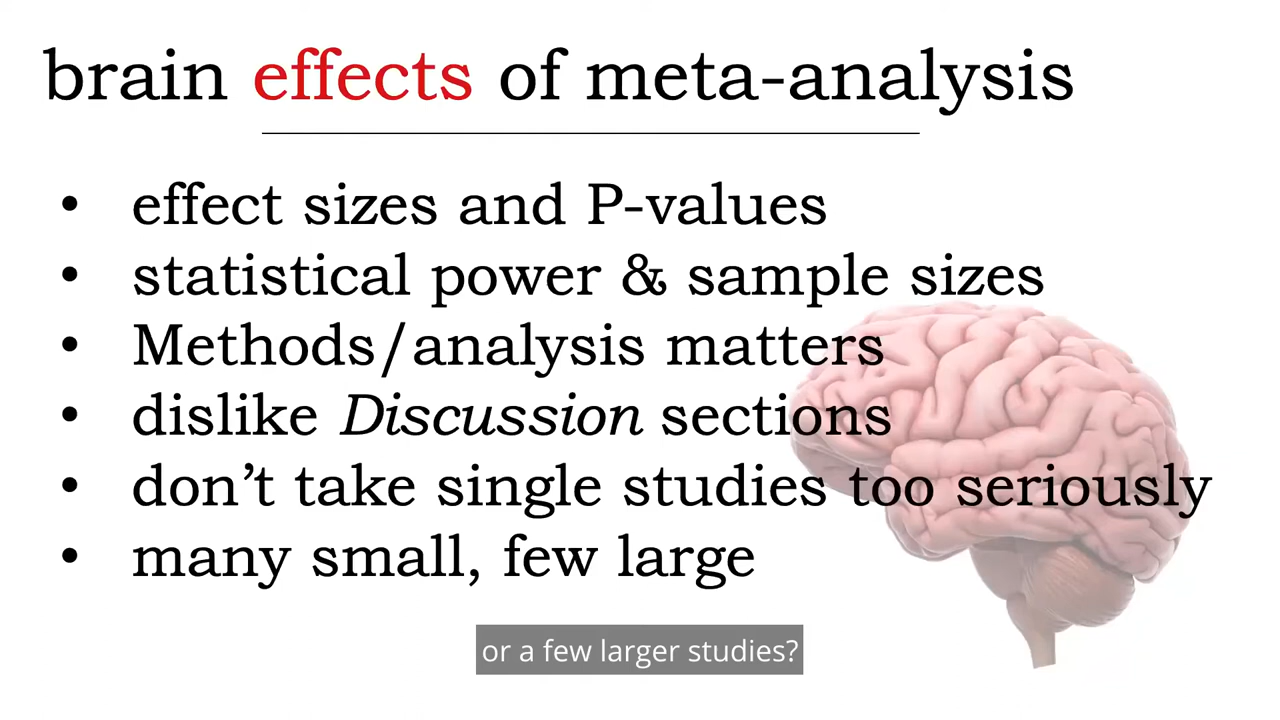 brain effects of meta-analysis
• effect sizes and P-values
• statistical power & sample sizes
• Methods/analysis matters
• dislike Discussion sections
• don’t take single studies too seriously
• many small, few large
or a few larger studies?